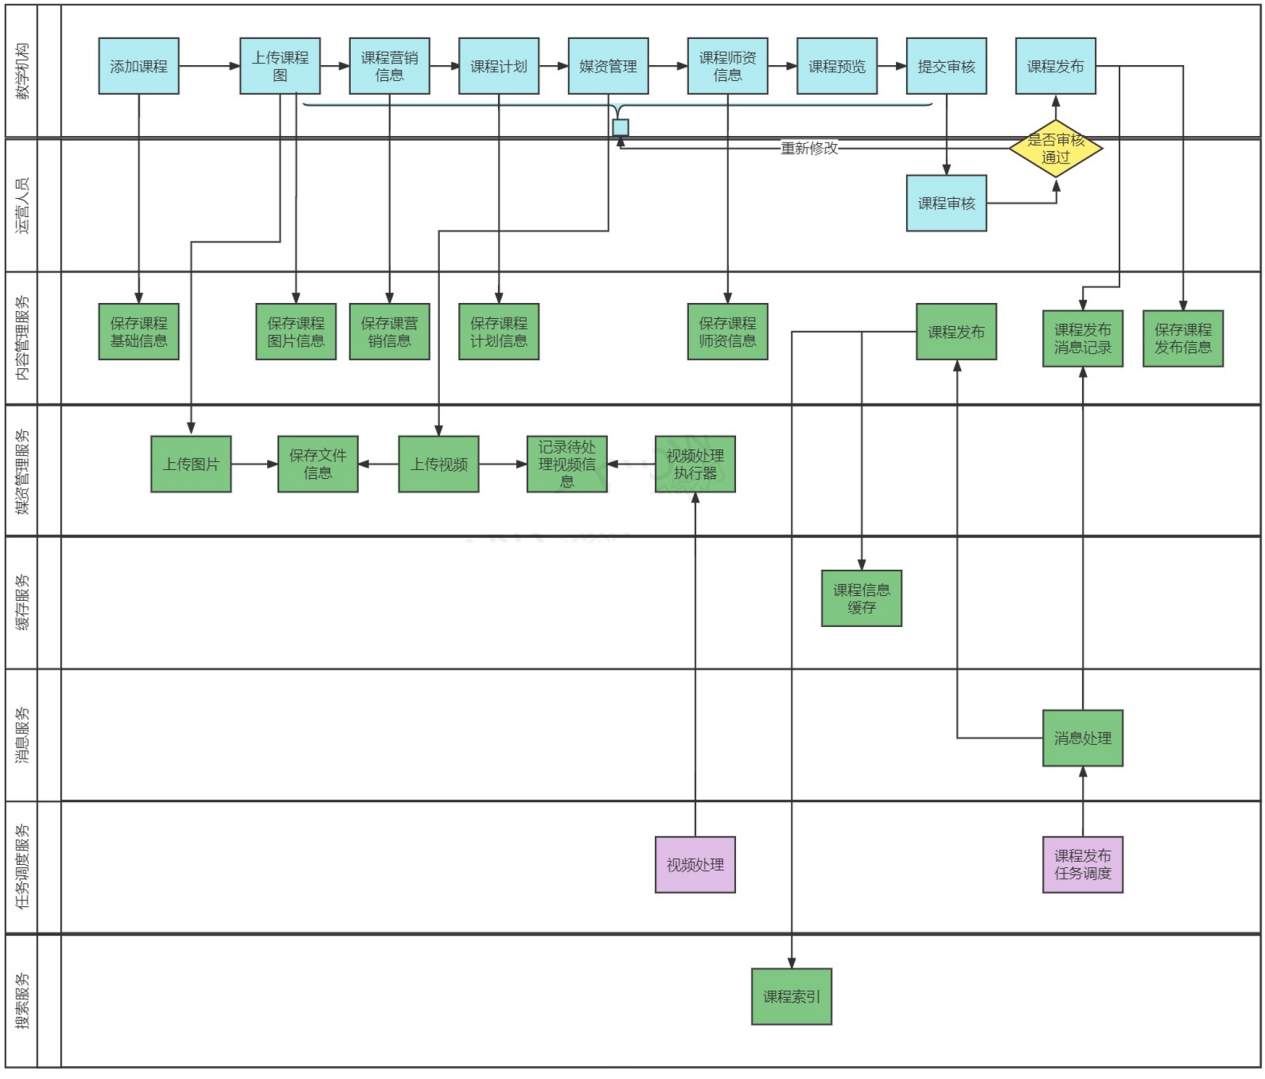 教学机构
添加课程
上传课程
图
课程营销
信息
课程计划
媒资管理
课程师资
信息
课程预览
提交审核
课程发布
运营人员
重新修改
是否审核
通过
课程审核
内容管理服务
保存课程
基础信息
保存课程
图片信息
保存课营
销信息
保存课程
计划信息
保存课程
师资信息
课程发布
课程发布
消息记录
保存课程
发布信息
媒资管理服务
上传图片
保存文件
信息
上传视频
记录待处
理视频信
息
视频处理
执行器
缓存服务
课程信息
缓存
消息服务
消息处理
任务调度服务
视频处理
课程发布
任务调度
搜索服务
课程索引